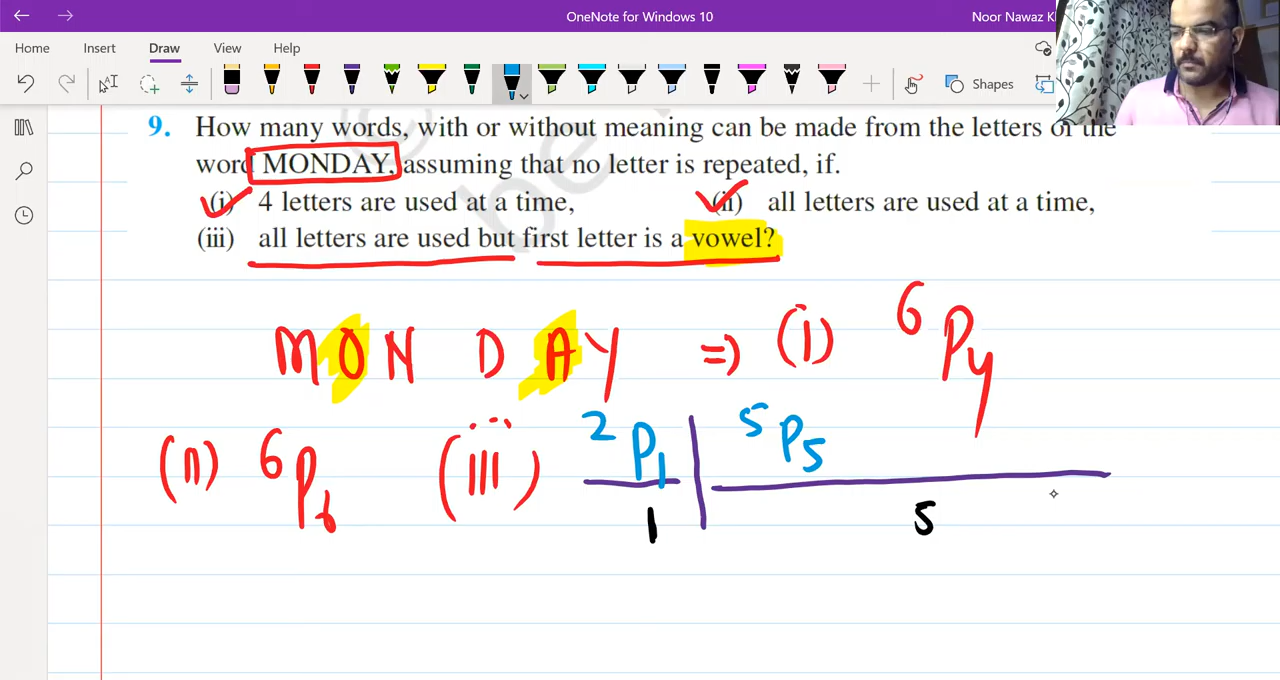 OneNote for Windows 10
Noor Nawaz K
Home Insert Draw View Help
Shapes
9. How many words, with or without meaning can be made from the letters of the
word MONDAY, assuming that no letter is repeated, if.
(i) 4 letters are used at a time, (ii) all letters are used at a time,
(iii) all letters are used but first letter is a vowel?
M O N D A Y => (i) ⁶P₄
(ii) ⁶P₆ (iii) ²P₁ | ⁵P₅
1 5